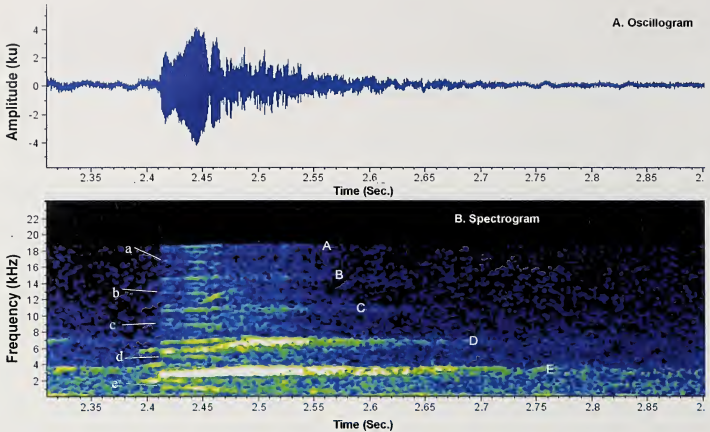 A. Oscillogram
Amplitude (ku)
4
2
0
-2
-4
2.35 2.4 2.45 2.5 2.55 2.6 2.65 2.7 2.75 2.8 2.85 2.
Time (Sec.)
B. Spectrogram
Frequency (kHz)
22
20
18
16
14
12
10
8
6
4
2
a
b
c
d
e
A
B
C
D
E
2.35 2.4 2.45 2.5 2.55 2.6 2.65 2.7 2.75 2.8 2.85 2.
Time (Sec.)